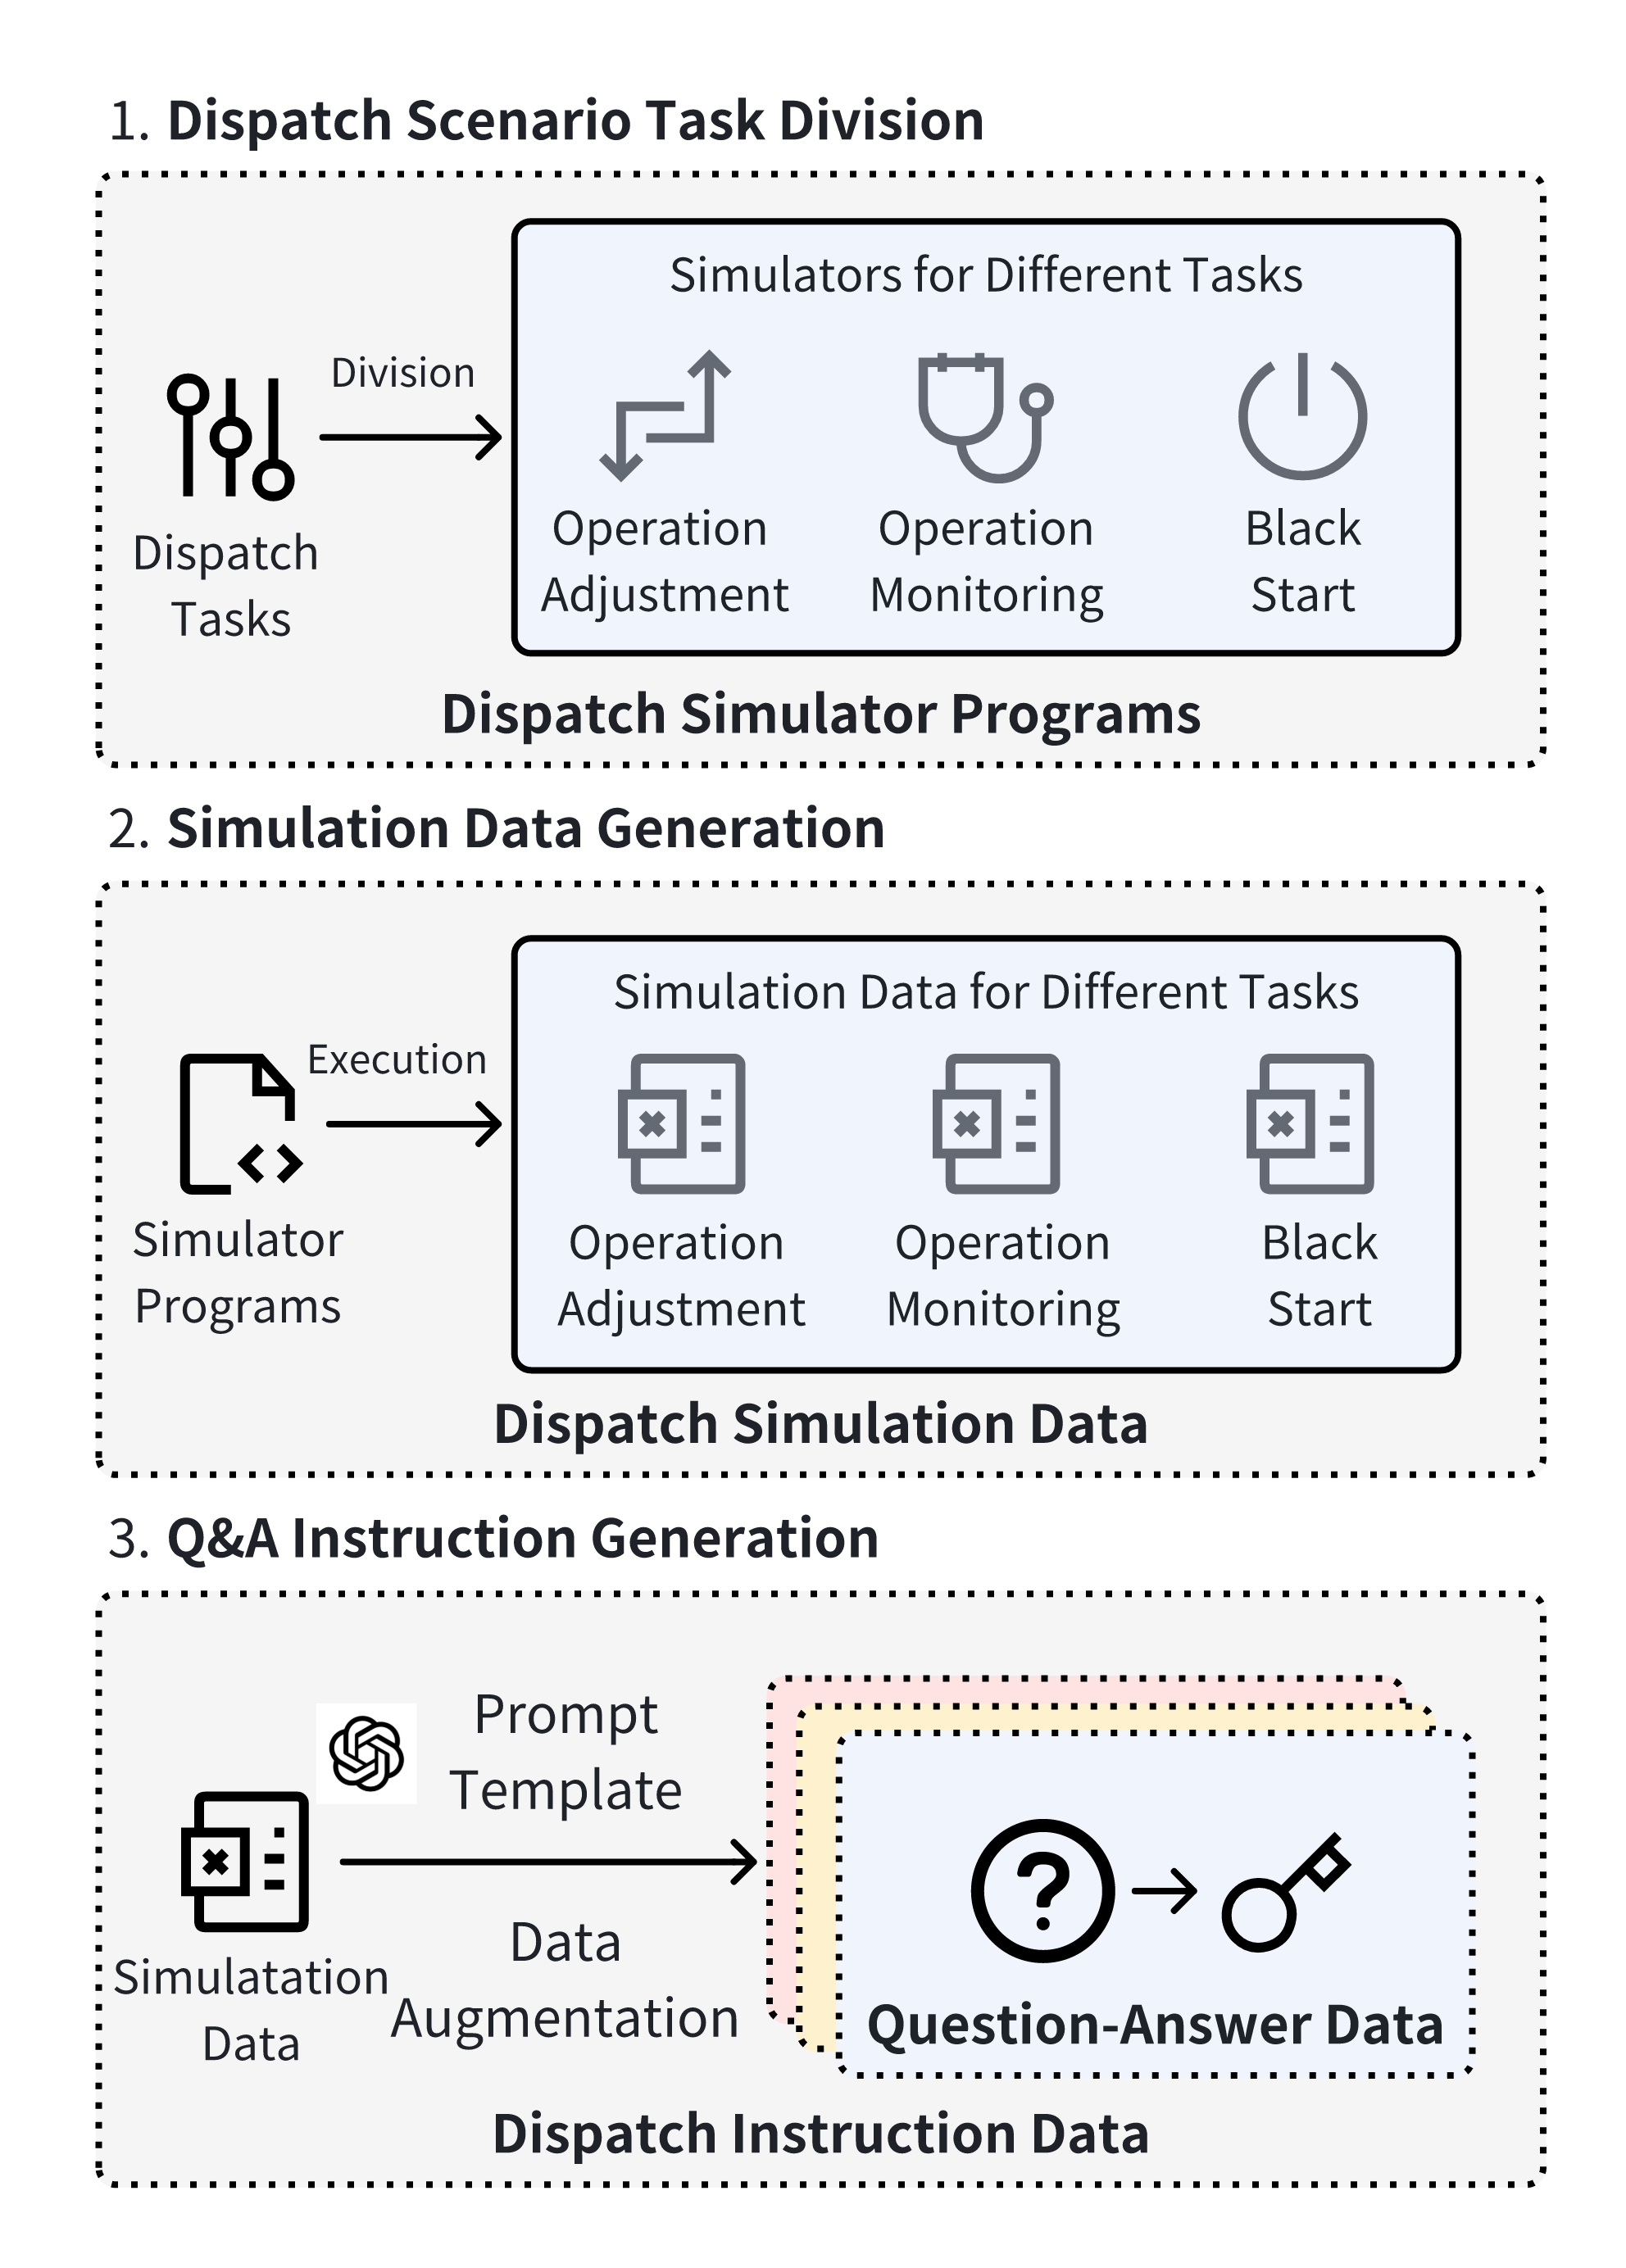 1. Dispatch Scenario Task Division
Simulators for Different Tasks
Division
Dispatch
Tasks
Operation
Adjustment
Operation
Monitoring
Black
Start
Dispatch Simulator Programs
2. Simulation Data Generation
Simulation Data for Different Tasks
Execution
Simulator
Programs
Operation
Adjustment
Operation
Monitoring
Black
Start
Dispatch Simulation Data
3. Q&A Instruction Generation
Prompt
Template
Simulatation
Data
Data
Augmentation
Question-Answer Data
Dispatch Instruction Data